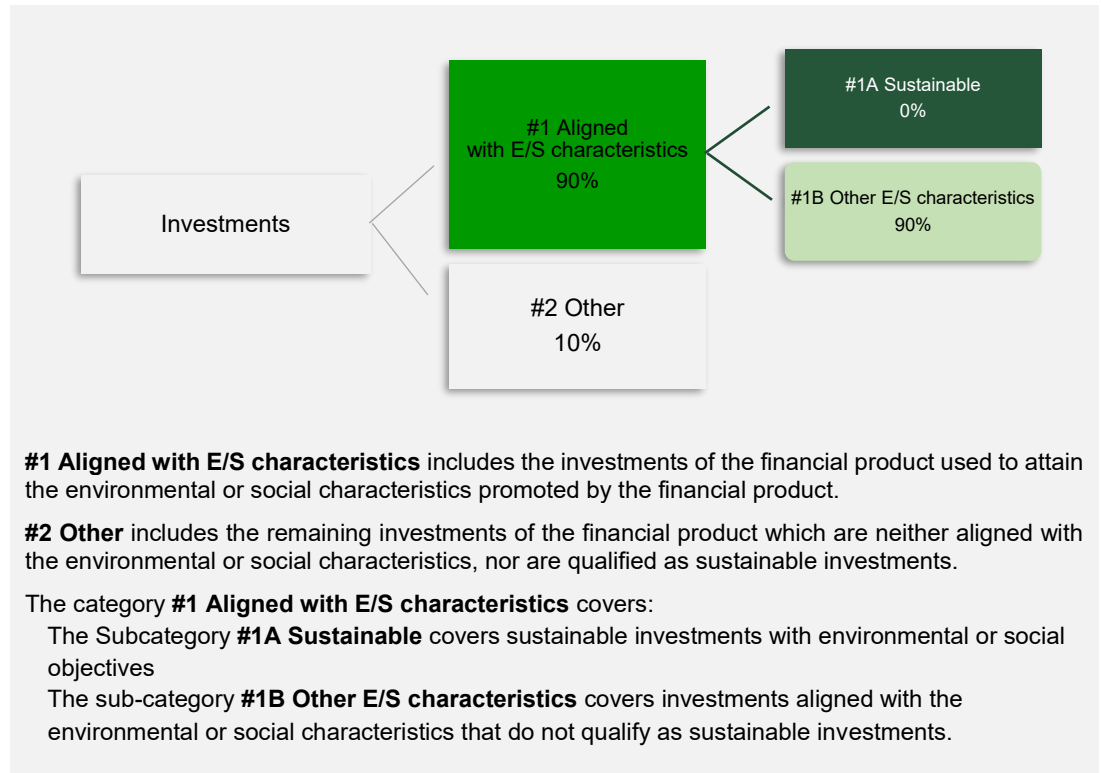 #1A Sustainable
0%
#1 Aligned
with E/S characteristics
90%
#1B Other E/S characteristics
90%
Investments
#2 Other
10%
#1 Aligned with E/S characteristics includes the investments of the financial product used to attain
the environmental or social characteristics promoted by the financial product.
#2 Other includes the remaining investments of the financial product which are neither aligned with
the environmental or social characteristics, nor are qualified as sustainable investments.
The category #1 Aligned with E/S characteristics covers:
The Subcategory #1A Sustainable covers sustainable investments with environmental or social
objectives
The sub-category #1B Other E/S characteristics covers investments aligned with the
environmental or social characteristics that do not qualify as sustainable investments.